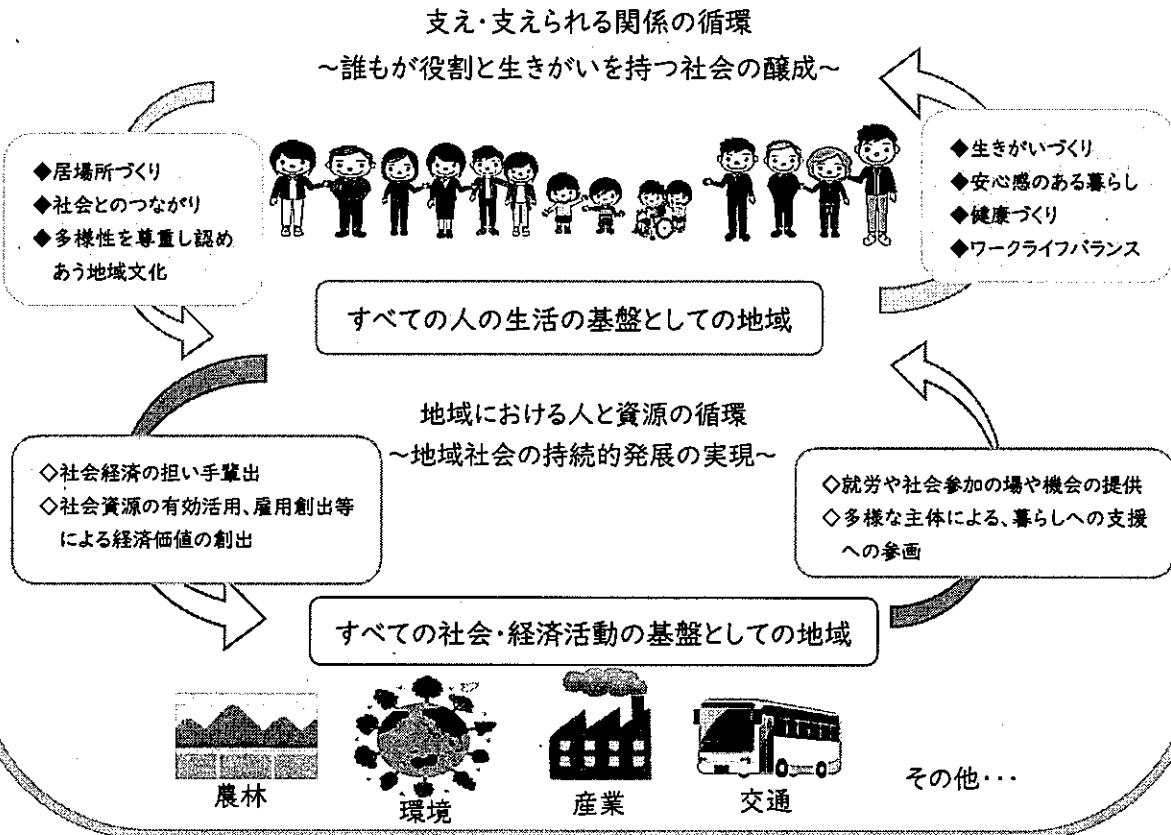 支え・支えられる関係の循環
~誰もが役割と生きがいを持つ社会の醸成~
◆居場所づくり
◆社会とのつながり
◆多様性を尊重し認め
あう地域文化
◆生きがいづくり
◆安心感のある暮らし
◆健康づくり
◆ワークライフバランス
すべての人の生活の基盤としての地域
地域における人と資源の循環
~地域社会の持続的発展の実現~
◇社会経済の担い手輩出
◇社会資源の有効活用、雇用創出等
による経済価値の創出
◇就労や社会参加の場や機会の提供
◇多様な主体による、暮らしへの支援
への参画
すべての社会・経済活動の基盤としての地域
農林
環境
産業
交通
その他・・・